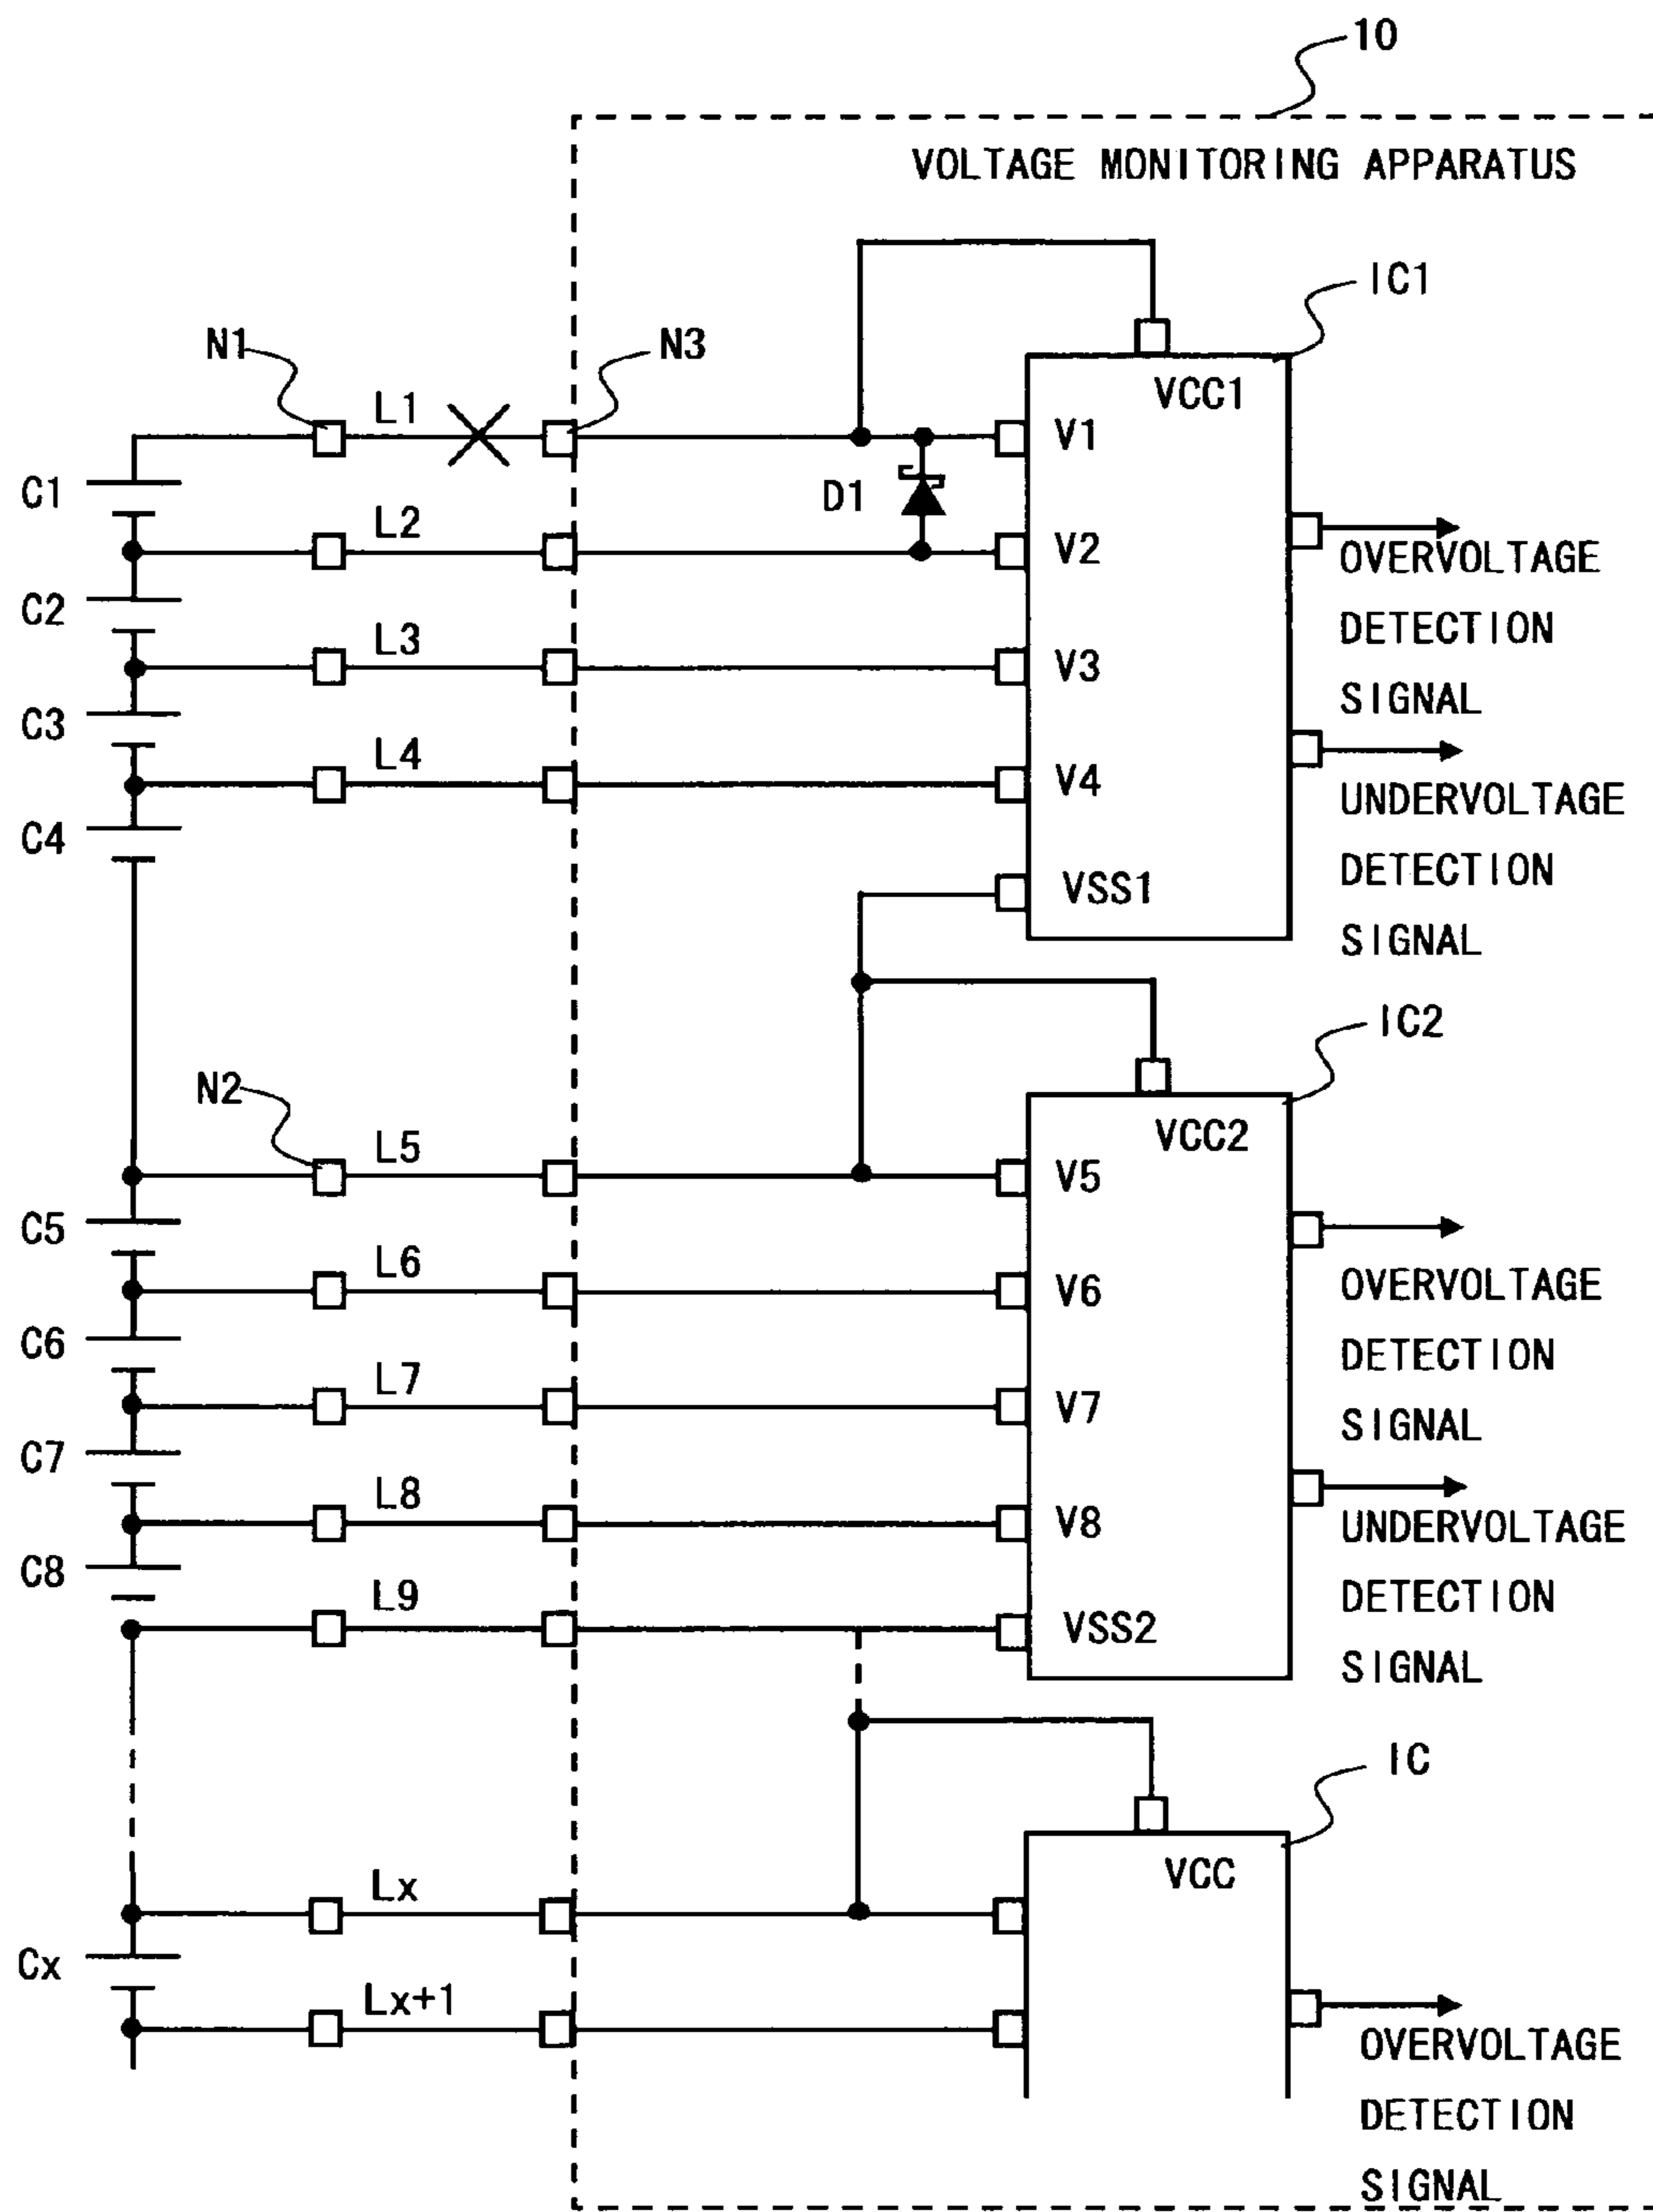 10
VOLTAGE MONITORING APPARATUS
IC1
N1
L1
N3
VCC1
V1
C1
D1
L2
V2
OVERVOLTAGE
DETECTION
SIGNAL
C2
L3
V3
C3
L4
V4
UNDERVOLTAGE
DETECTION
SIGNAL
C4
VSS1
IC2
N2
L5
VCC2
V5
C5
L6
V6
OVERVOLTAGE
DETECTION
SIGNAL
C6
L7
V7
C7
L8
V8
UNDERVOLTAGE
DETECTION
SIGNAL
C8
L9
VSS2
IC
Lx
VCC
Cx
Lx+1
OVERVOLTAGE
DETECTION
SIGNAL